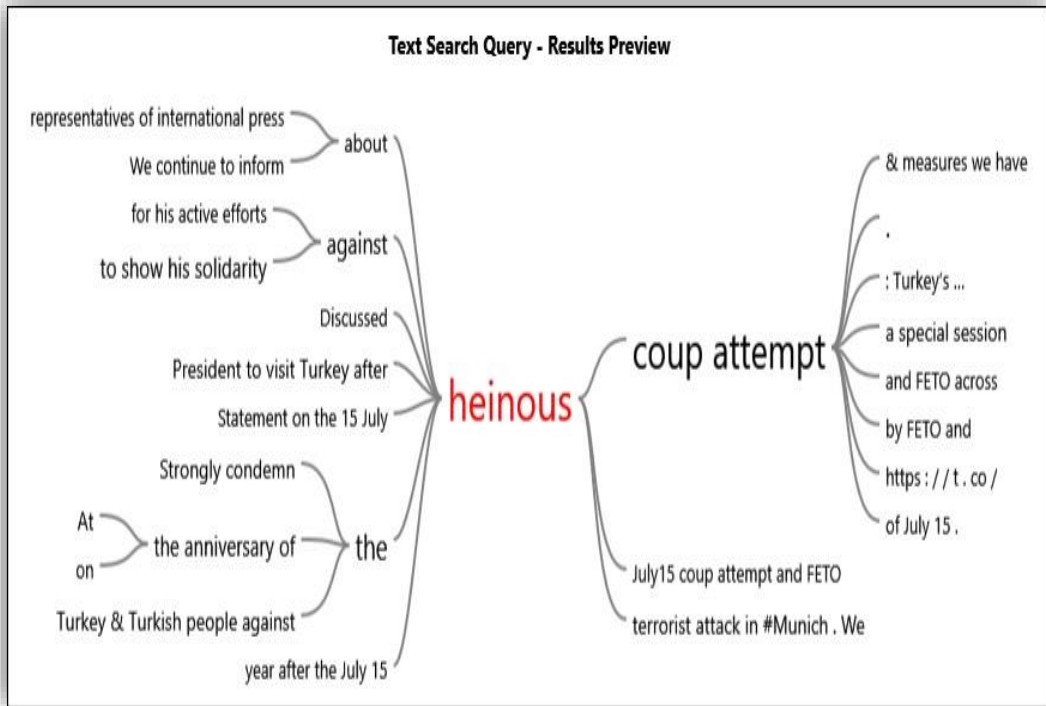 Text Search Query - Results Preview
representatives of international press
We continue to inform
about
for his active efforts
to show his solidarity
against
Discussed
President to visit Turkey after
Statement on the 15 July
Strongly condemn
At
on
the anniversary of
the
Turkey & Turkish people against
year after the July 15
heinous
coup attempt
& measures we have
.
: Turkey's ...
a special session
and FETO across
by FETO and
https : / / t . co /
of July 15 .
July15 coup attempt and FETO
terrorist attack in #Munich . We